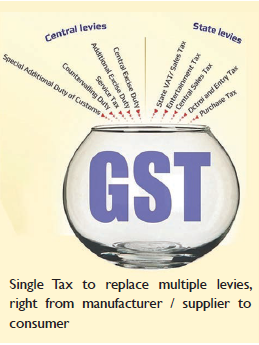 Central levies
State levies
Special Additional Duty of Customs
Countervailing Duty
Service Tax
Additional Excise Duty
Central Excise Duty
State VAT/ Sales Tax
Entertainment Tax
Central Sales Tax
Octroi and Entry Tax
Purchase Tax
GST
Single Tax to replace multiple levies,
right from manufacturer / supplier to
consumer